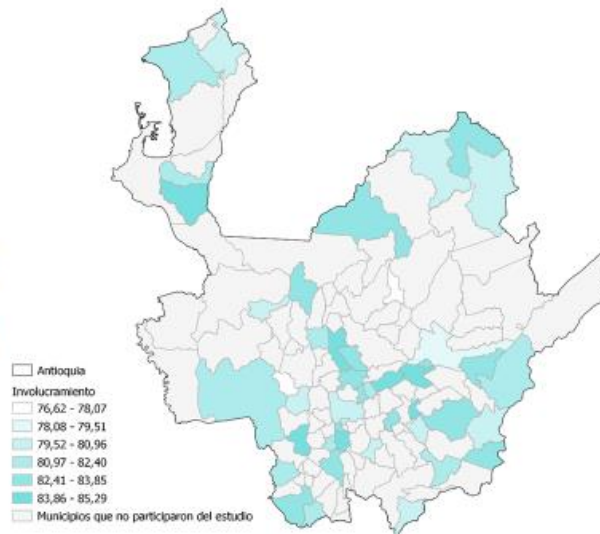 Antioquia
Involucramiento
76,62 - 78,07
78,08 - 79,51
79,52 - 80,96
80,97 - 82,40
82,41 - 83,85
83,86 - 85,29
Municipios que no participaron del estudio